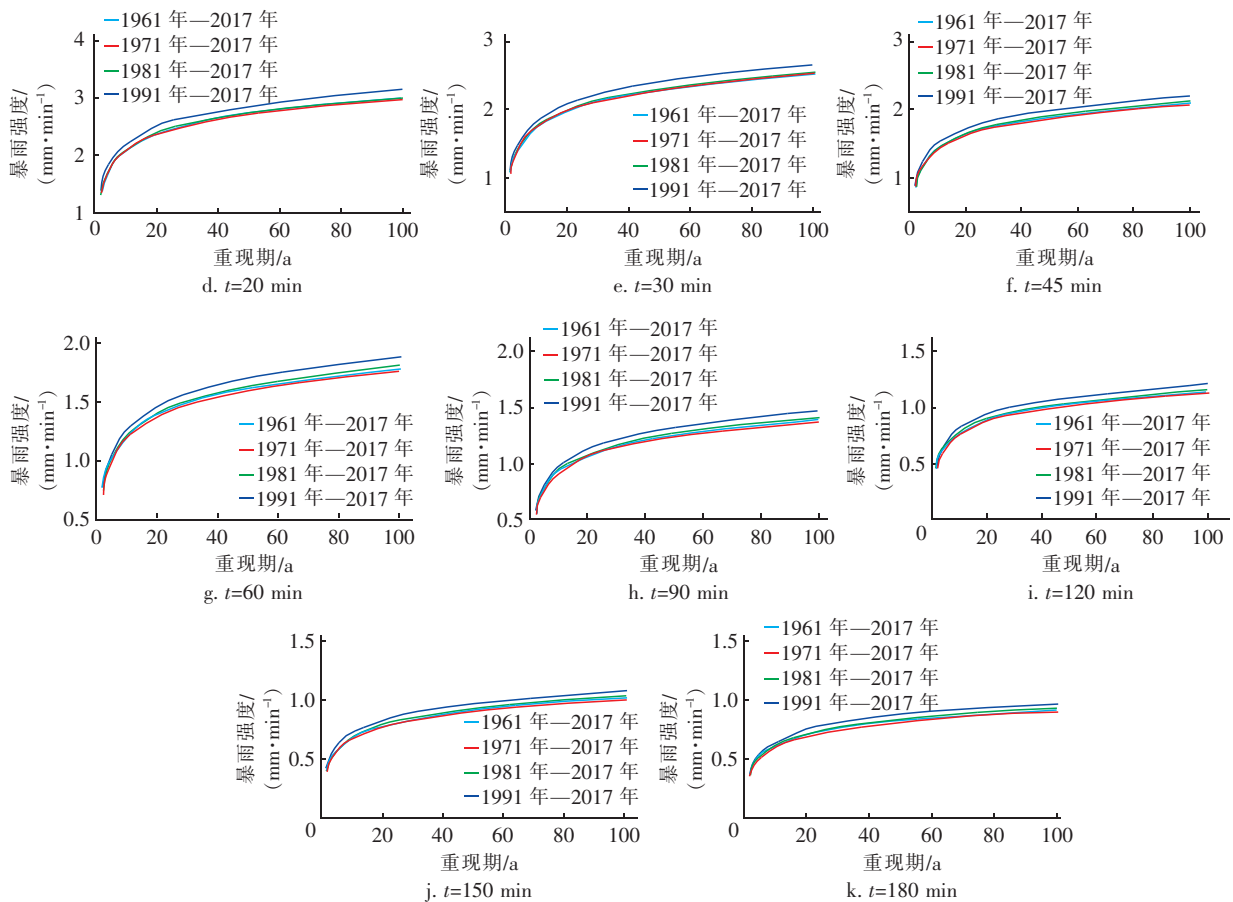 1961 年—2017 年
1971 年—2017 年
1981 年—2017 年
1991 年—2017 年
暴雨强度/
(mm·min⁻¹)
4
3
2
1
0 20 40 60 80 100
重现期/a
d. t=20 min
1961 年—2017 年
1971 年—2017 年
1981 年—2017 年
1991 年—2017 年
暴雨强度/
(mm·min⁻¹)
3
2
1
0 20 40 60 80 100
重现期/a
e. t=30 min
1961 年—2017 年
1971 年—2017 年
1981 年—2017 年
1991 年—2017 年
暴雨强度/
(mm·min⁻¹)
3
2
1
0 20 40 60 80 100
重现期/a
f. t=45 min
暴雨强度/
(mm·min⁻¹)
2.0
1.5
1.0
0.5
1961 年—2017 年
1971 年—2017 年
1981 年—2017 年
1991 年—2017 年
0 20 40 60 80 100
重现期/a
g. t=60 min
1961 年—2017 年
1971 年—2017 年
1981 年—2017 年
1991 年—2017 年
暴雨强度/
(mm·min⁻¹)
2.0
1.5
1.0
0.5
0 20 40 60 80 100
重现期/a
h. t=90 min
暴雨强度/
(mm·min⁻¹)
1.5
1.0
0.5
1961 年—2017 年
1971 年—2017 年
1981 年—2017 年
1991 年—2017 年
0 20 40 60 80 100
重现期/a
i. t=120 min
暴雨强度/
(mm·min⁻¹)
1.5
1.0
0.5
1961 年—2017 年
1971 年—2017 年
1981 年—2017 年
1991 年—2017 年
0 20 40 60 80 100
重现期/a
j. t=150 min
1961 年—2017 年
1971 年—2017 年
1981 年—2017 年
1991 年—2017 年
暴雨强度/
(mm·min⁻¹)
1.5
1.0
0.5
0 20 40 60 80 100
重现期/a
k. t=180 min